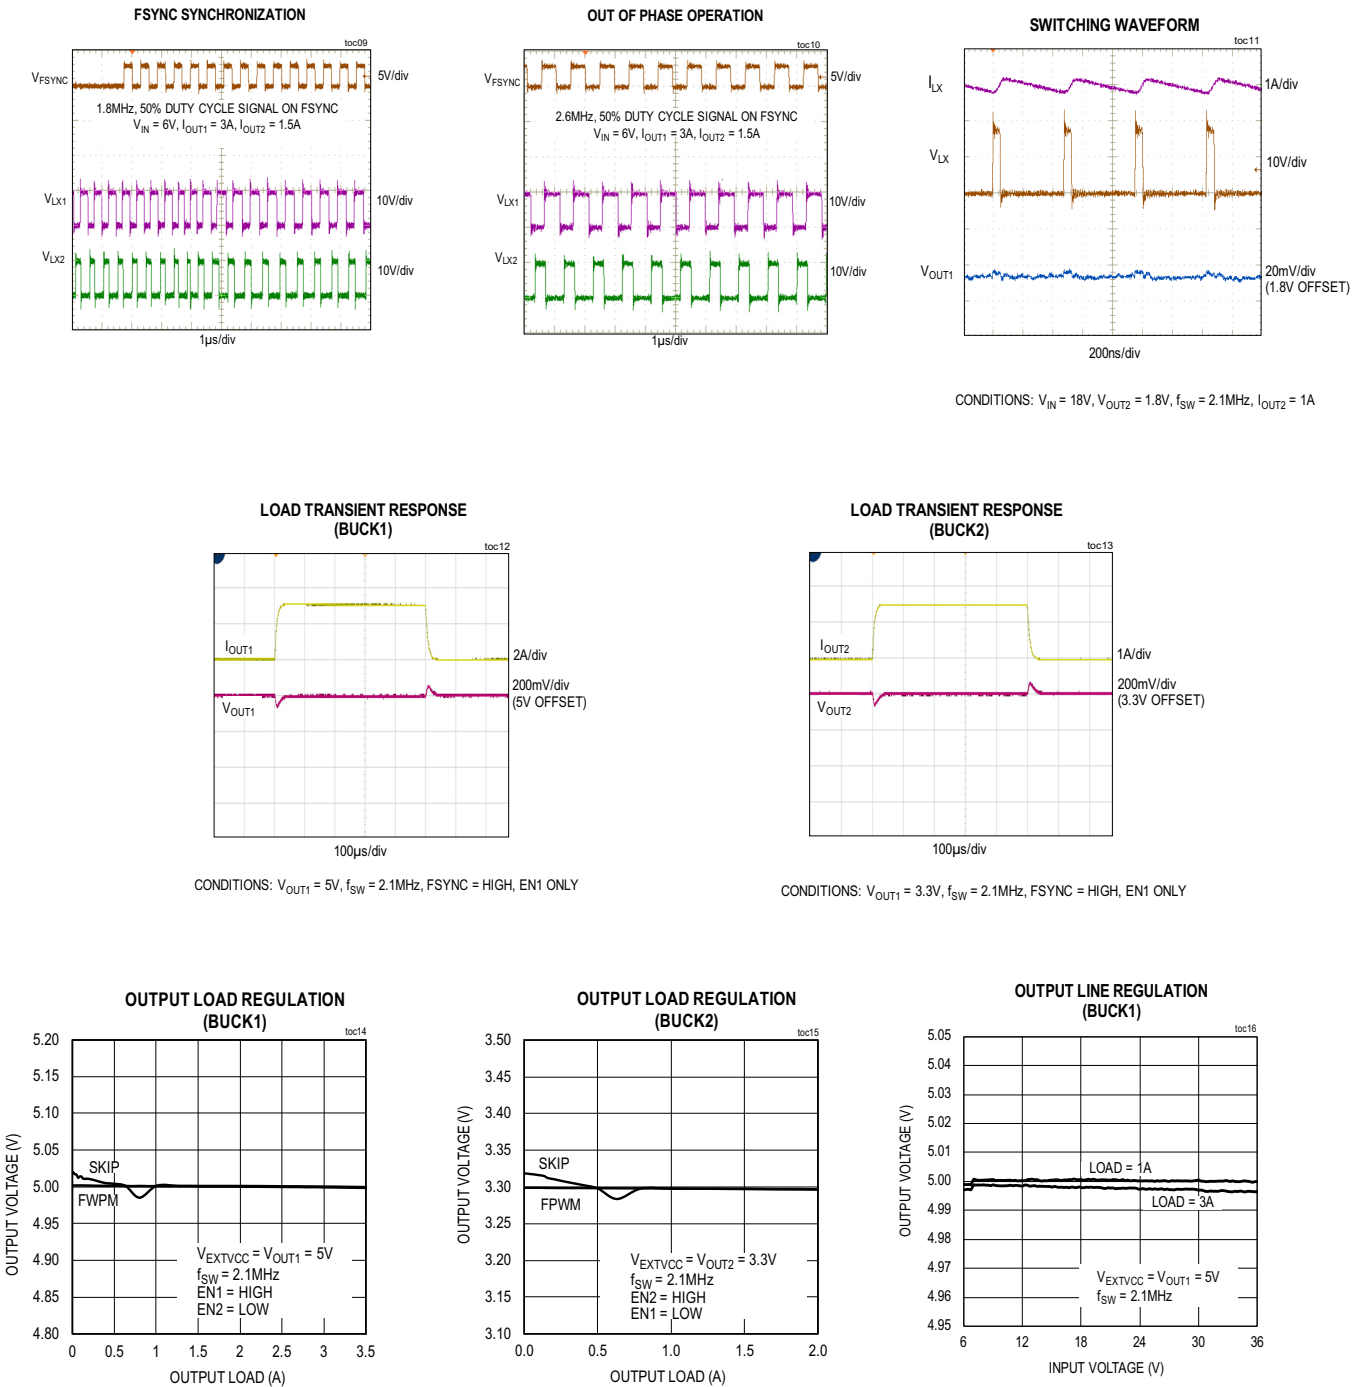 FSYNC SYNCHRONIZATION
toc09
VFSYNC
5V/div
1.8MHz, 50% DUTY CYCLE SIGNAL ON FSYNC
VIN = 6V, IOUT1 = 3A, IOUT2 = 1.5A
VLX1
10V/div
VLX2
10V/div
1µs/div
OUT OF PHASE OPERATION
toc10
VFSYNC
5V/div
2.6MHz, 50% DUTY CYCLE SIGNAL ON FSYNC
VIN = 6V, IOUT1 = 3A, IOUT2 = 1.5A
VLX1
10V/div
VLX2
10V/div
1µs/div
SWITCHING WAVEFORM
toc11
ILX
1A/div
VLX
10V/div
VOUT1
20mV/div
(1.8V OFFSET)
200ns/div
CONDITIONS: VIN = 18V, VOUT2 = 1.8V, fSW = 2.1MHz, IOUT2 = 1A
LOAD TRANSIENT RESPONSE
(BUCK1)
toc12
IOUT1
2A/div
200mV/div
(5V OFFSET)
VOUT1
100µs/div
CONDITIONS: VOUT1 = 5V, fSW = 2.1MHz, FSYNC = HIGH, EN1 ONLY
LOAD TRANSIENT RESPONSE
(BUCK2)
toc13
IOUT2
1A/div
200mV/div
(3.3V OFFSET)
VOUT2
100µs/div
CONDITIONS: VOUT1 = 3.3V, fSW = 2.1MHz, FSYNC = HIGH, EN1 ONLY
OUTPUT LOAD REGULATION
(BUCK1)
toc14
5.20
5.15
5.10
5.05
5.00
4.95
4.90
4.85
4.80
OUTPUT VOLTAGE (V)
SKIP
FWPM
VEXTVCC = VOUT1 = 5V
fSW = 2.1MHz
EN1 = HIGH
EN2 = LOW
0 0.5 1 1.5 2 2.5 3 3.5
OUTPUT LOAD (A)
OUTPUT LOAD REGULATION
(BUCK2)
toc15
3.50
3.45
3.40
3.35
3.30
3.25
3.20
3.15
3.10
OUTPUT VOLTAGE (V)
SKIP
FPWM
VEXTVCC = VOUT2 = 3.3V
fSW = 2.1MHz
EN2 = HIGH
EN1 = LOW
0.0 0.5 1.0 1.5 2.0
OUTPUT LOAD (A)
OUTPUT LINE REGULATION
(BUCK1)
toc16
5.05
5.04
5.03
5.02
5.01
5.00
4.99
4.98
4.97
4.96
4.95
OUTPUT VOLTAGE (V)
LOAD = 1A
LOAD = 3A
VEXTVCC = VOUT1 = 5V
fSW = 2.1MHz
6 12 18 24 30 36
INPUT VOLTAGE (V)